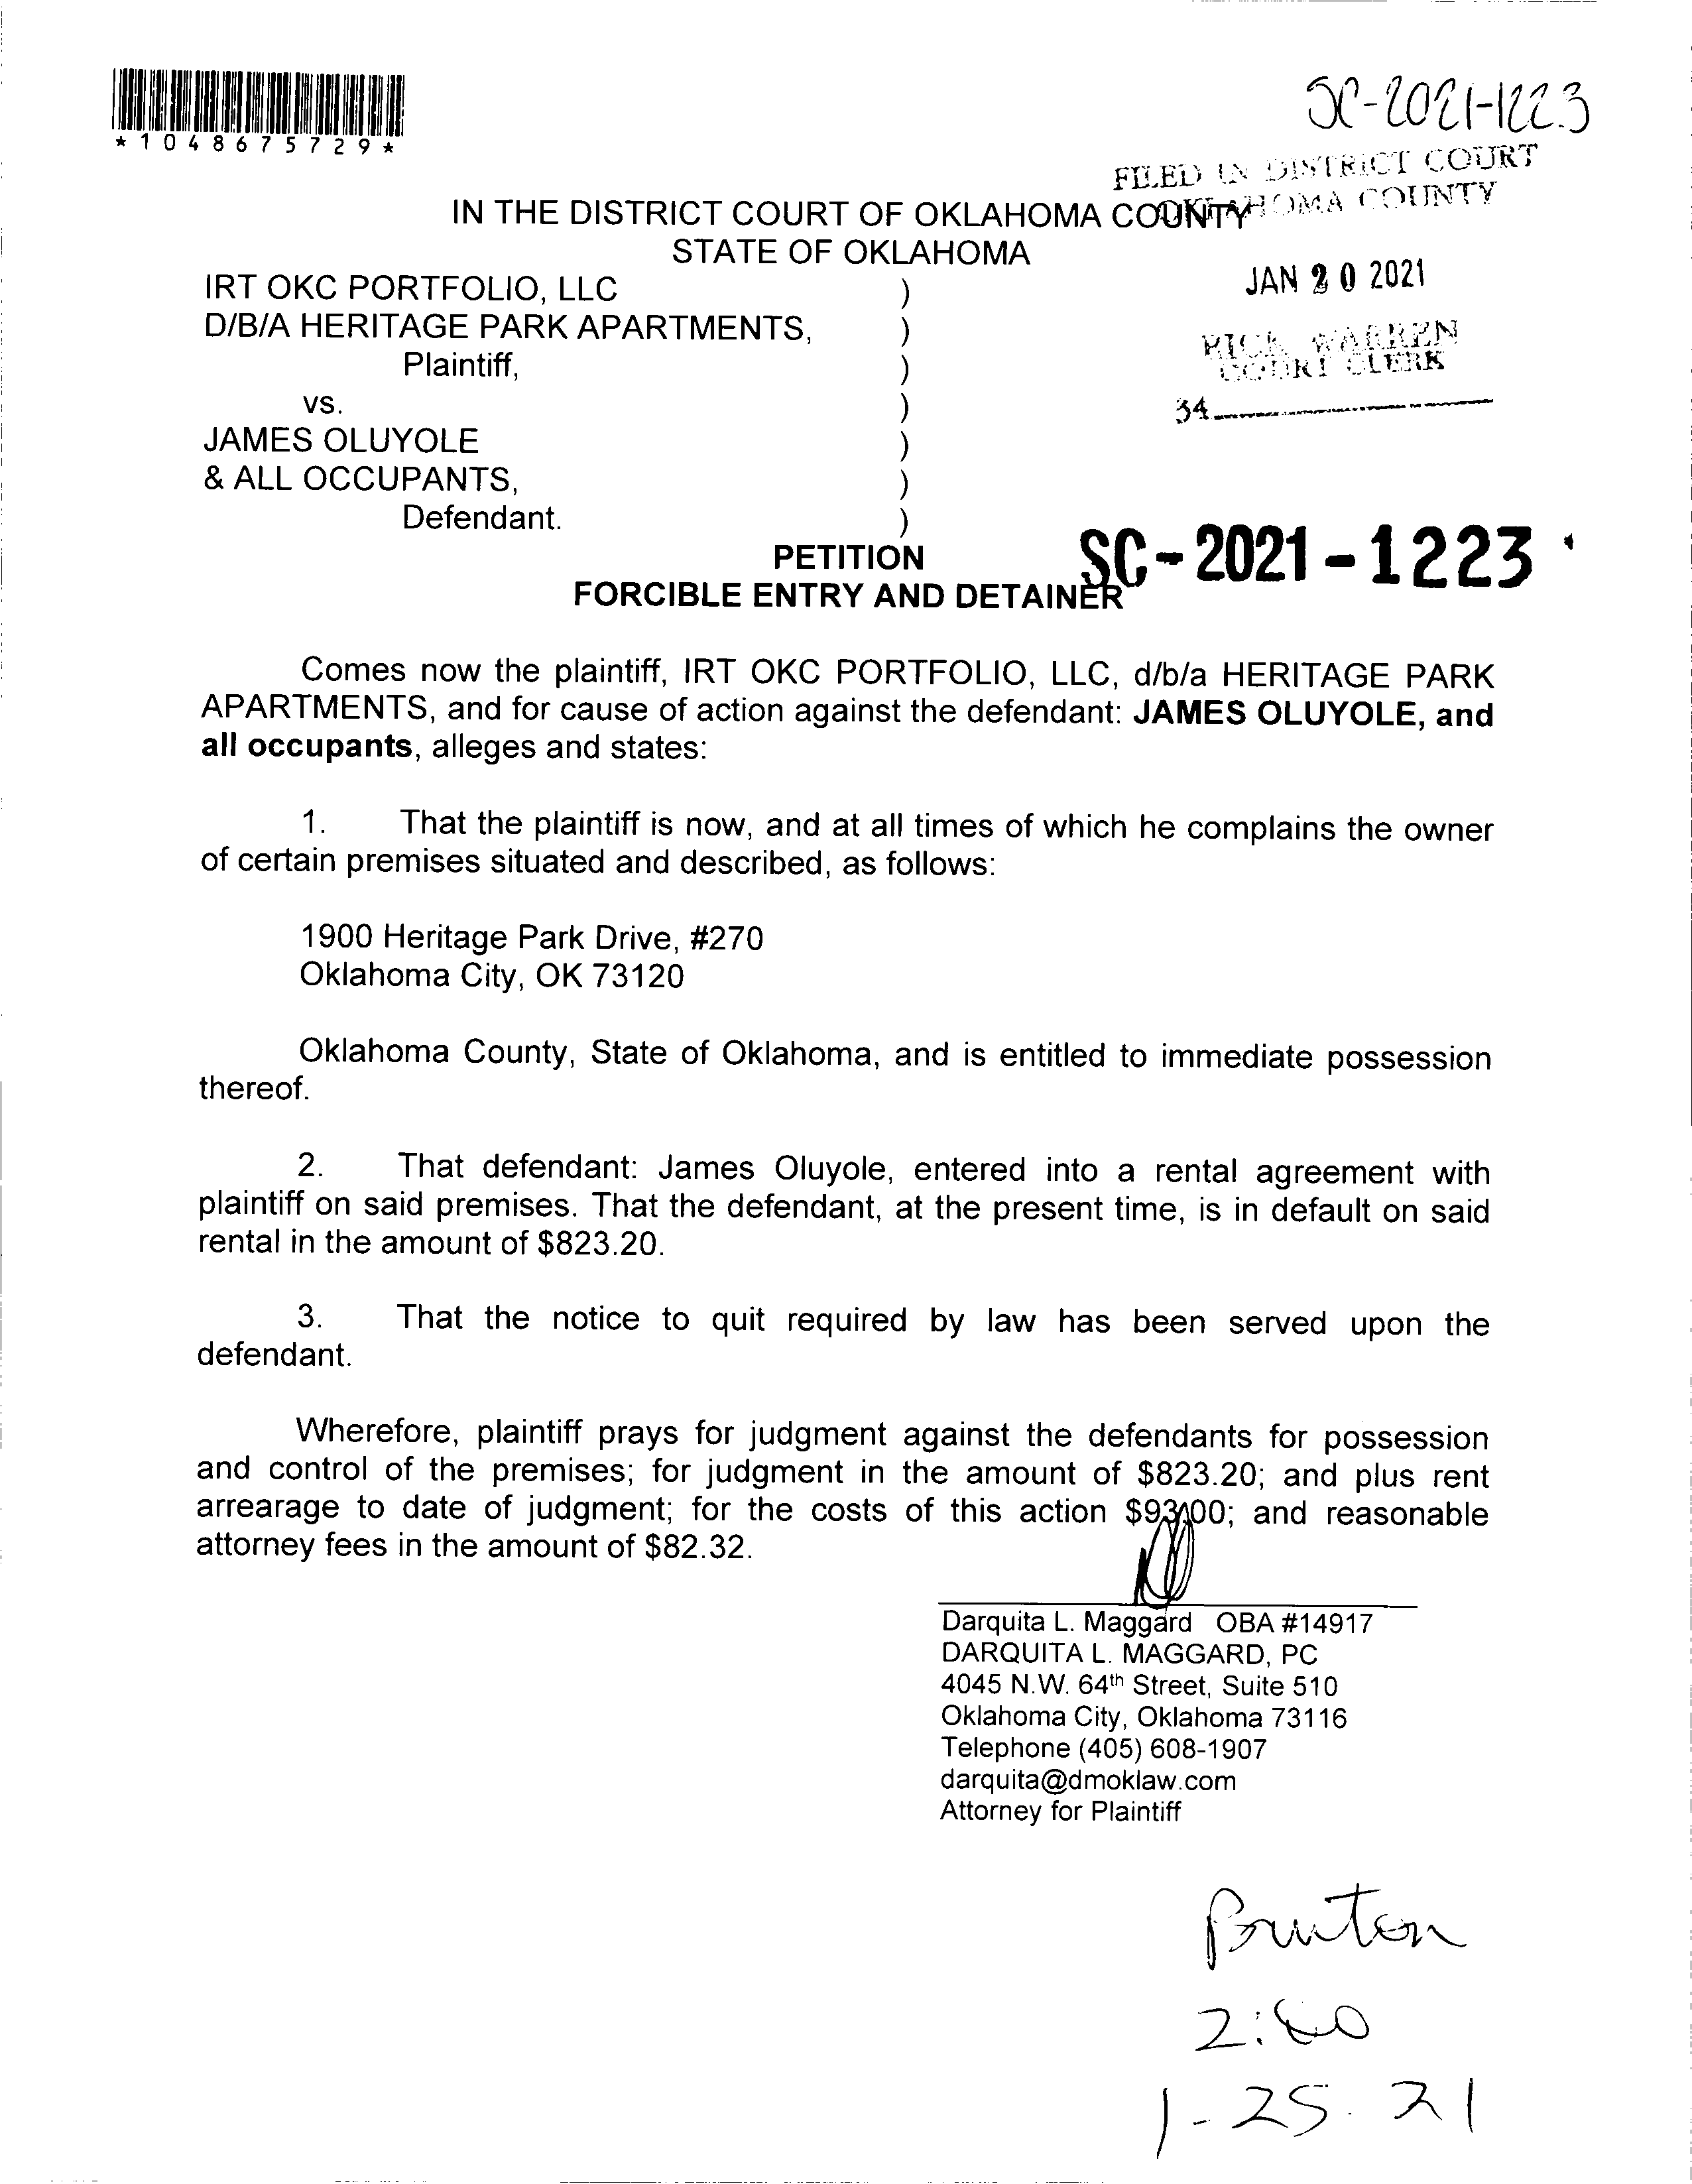 *1048675729*
SC-2021-1223
FILED IN DISTRICT COURT
OKLAHOMA COUNTY
IN THE DISTRICT COURT OF OKLAHOMA COUNTY
STATE OF OKLAHOMA
JAN 20 2021
IRT OKC PORTFOLIO, LLC )
D/B/A HERITAGE PARK APARTMENTS, )
RICK WARREN
COURT CLERK
Plaintiff, )
34
vs. )
JAMES OLUYOLE )
& ALL OCCUPANTS, )
Defendant. )
PETITION
SC-2021-1223
FORCIBLE ENTRY AND DETAINER
Comes now the plaintiff, IRT OKC PORTFOLIO, LLC, d/b/a HERITAGE PARK
APARTMENTS, and for cause of action against the defendant: JAMES OLUYOLE, and
all occupants, alleges and states:
1. That the plaintiff is now, and at all times of which he complains the owner
of certain premises situated and described, as follows:
1900 Heritage Park Drive, #270
Oklahoma City, OK 73120
Oklahoma County, State of Oklahoma, and is entitled to immediate possession
thereof.
2. That defendant: James Oluyole, entered into a rental agreement with
plaintiff on said premises. That the defendant, at the present time, is in default on said
rental in the amount of $823.20.
3. That the notice to quit required by law has been served upon the
defendant.
Wherefore, plaintiff prays for judgment against the defendants for possession
and control of the premises; for judgment in the amount of $823.20; and plus rent
arrearage to date of judgment; for the costs of this action $93.00; and reasonable
attorney fees in the amount of $82.32.
Darquita L. Maggard OBA #14917
DARQUITA L. MAGGARD, PC
4045 N.W. 64th Street, Suite 510
Oklahoma City, Oklahoma 73116
Telephone (405) 608-1907
darquita@dmoklaw.com
Attorney for Plaintiff
Bruton
1-25-21